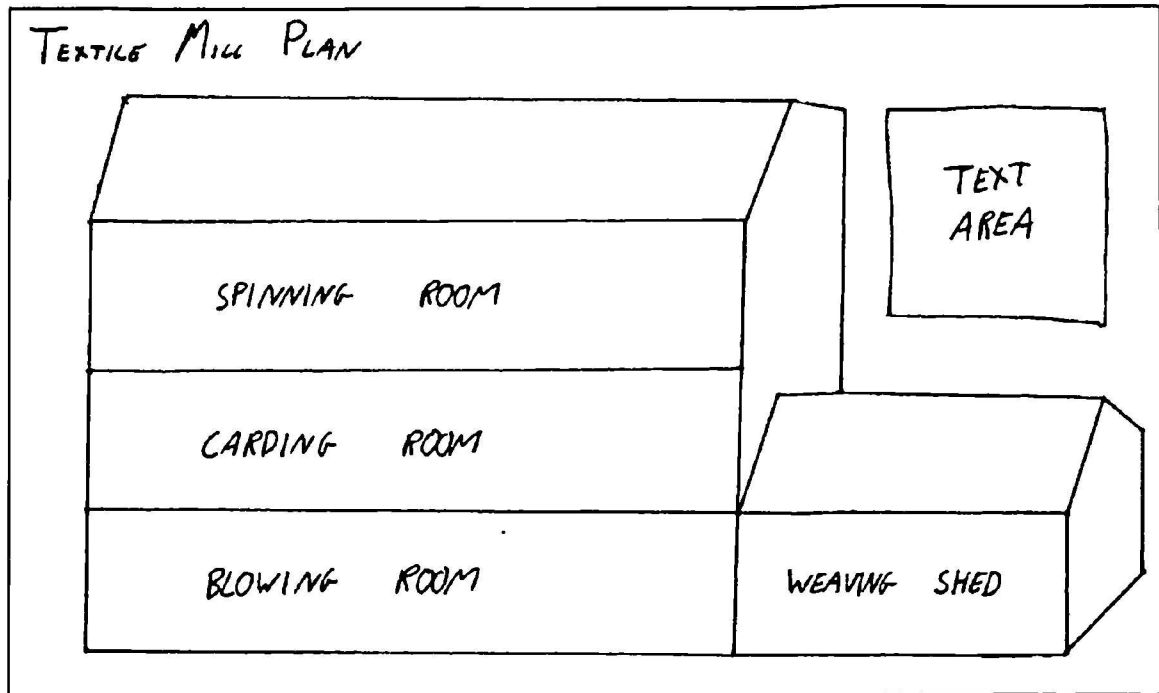 TEXTILE MILL PLAN
TEXT
AREA
SPINNING ROOM
CARDING ROOM
BLOWING ROOM
WEAVING SHED